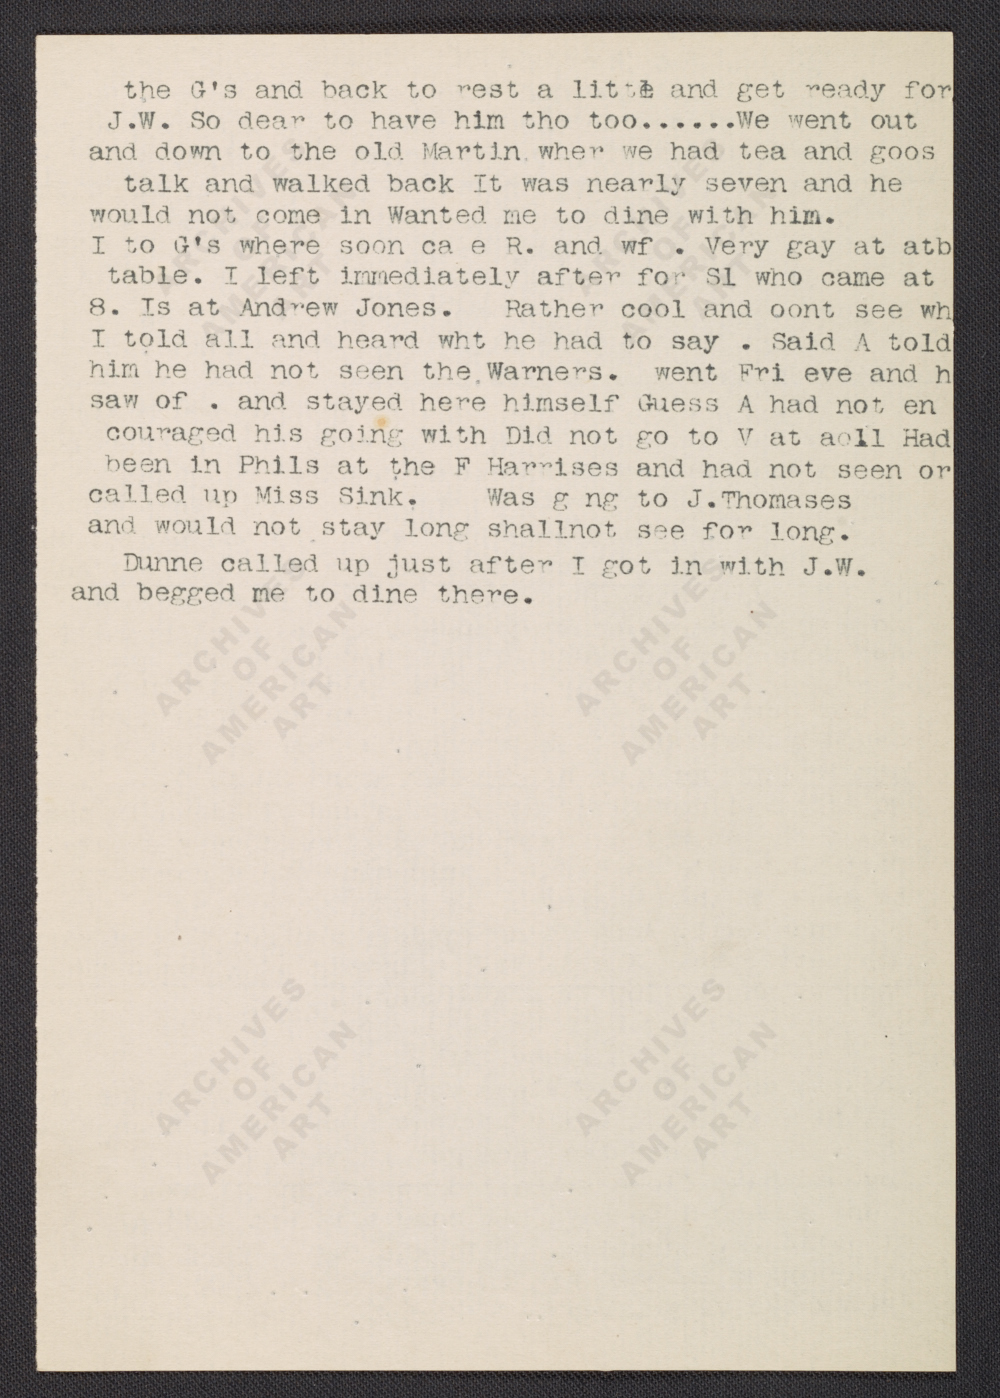 the G's and back to rest a little and get ready for
J.W. So dear to have him tho too......We went out
and down to the old Martin. wher we had tea and goos
talk and walked back It was nearly seven and he
would not come in Wanted me to dine with him.
I to G's where soon ca e R. and wf . Very gay at atb
table. I left immediately after for Sl who came at
8. Is at Andrew Jones. Rather cool and oont see wh
I told all and heard wht he had to say . Said A told
him he had not seen the Warners. went Fri eve and h
saw of . and stayed here himself Guess A had not en
couraged his going with Did not go to V at aoll Had
been in Phils at the F Harrises and had not seen or
called up Miss Sink. Was g ng to J.Thomases
and would not stay long shallnot see for long.
Dunne called up just after I got in with J.W.
and begged me to dine there.
ARCHIVES OF AMERICAN ART
ARCHIVES OF AMERICAN ART
ARCHIVES OF AMERICAN ART
ARCHIVES OF AMERICAN ART
ARCHIVES OF AMERICAN ART
ARCHIVES OF AMERICAN ART